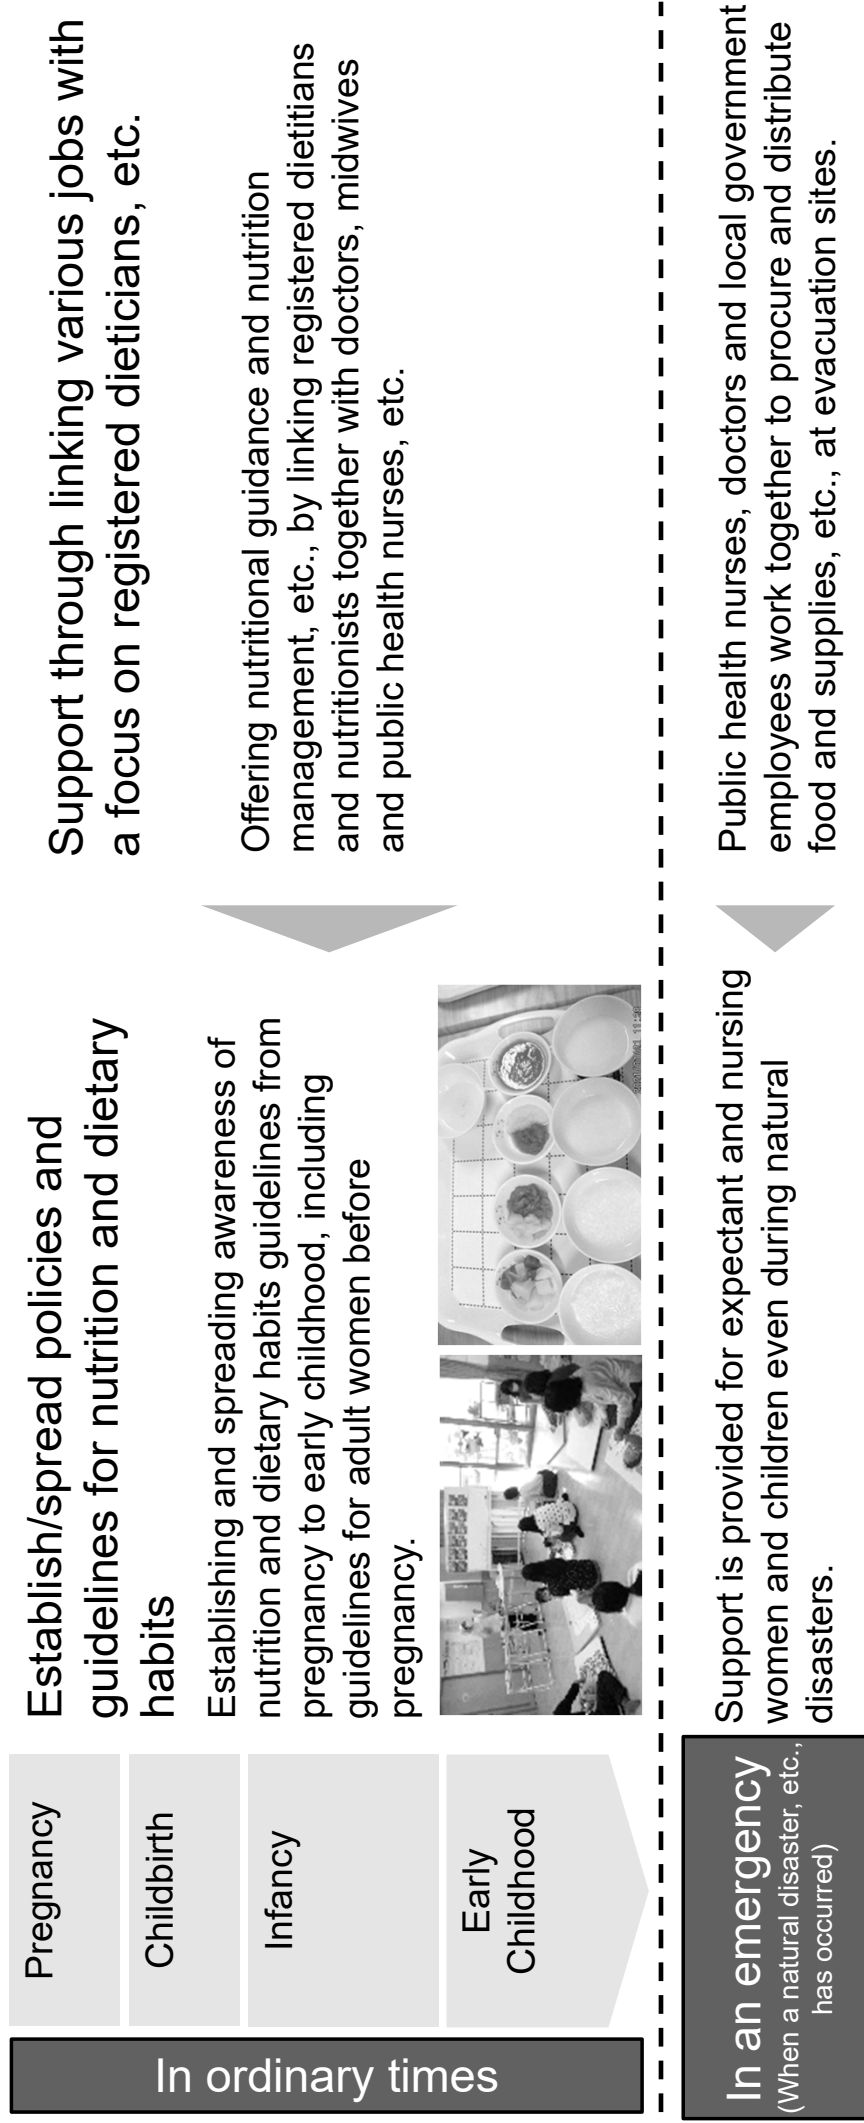 In ordinary times
Pregnancy
Childbirth
Infancy
Early
Childhood
Establish/spread policies and
guidelines for nutrition and dietary
habits
Establishing and spreading awareness of
nutrition and dietary habits guidelines from
pregnancy to early childhood, including
guidelines for adult women before
pregnancy.
Support through linking various jobs with
a focus on registered dieticians, etc.
Offering nutritional guidance and nutrition
management, etc., by linking registered dietitians
and nutritionists together with doctors, midwives
and public health nurses, etc.
In an emergency
(When a natural disaster, etc.,
has occurred)
Support is provided for expectant and nursing
women and children even during natural
disasters.
Public health nurses, doctors and local government
employees work together to procure and distribute
food and supplies, etc., at evacuation sites.